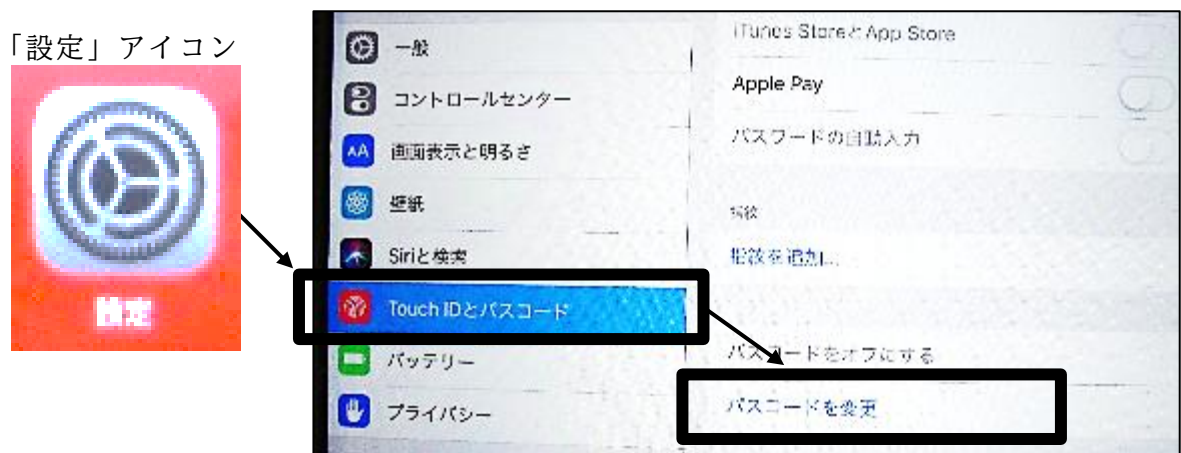 「設定」アイコン
設定
一般
コントロールセンター
画面表示と明るさ
壁紙
Siriと検索
Touch IDとパスコード
バッテリー
プライバシー
iTunes StoreとApp Store
Apple Pay
パスワードの自動入力
指紋
指紋を追加...
パスコードをオフにする
パスコードを変更